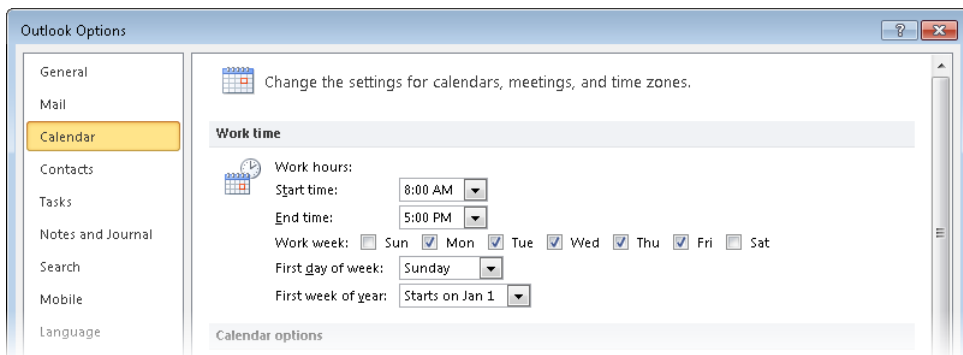 Outlook Options
General
Mail
Calendar
Contacts
Tasks
Notes and Journal
Search
Mobile
Language
Change the settings for calendars, meetings, and time zones.
Work time
Work hours:
Start time: 8:00 AM
End time: 5:00 PM
Work week: Sun Mon Tue Wed Thu Fri Sat
First day of week: Sunday
First week of year: Starts on Jan 1
Calendar options